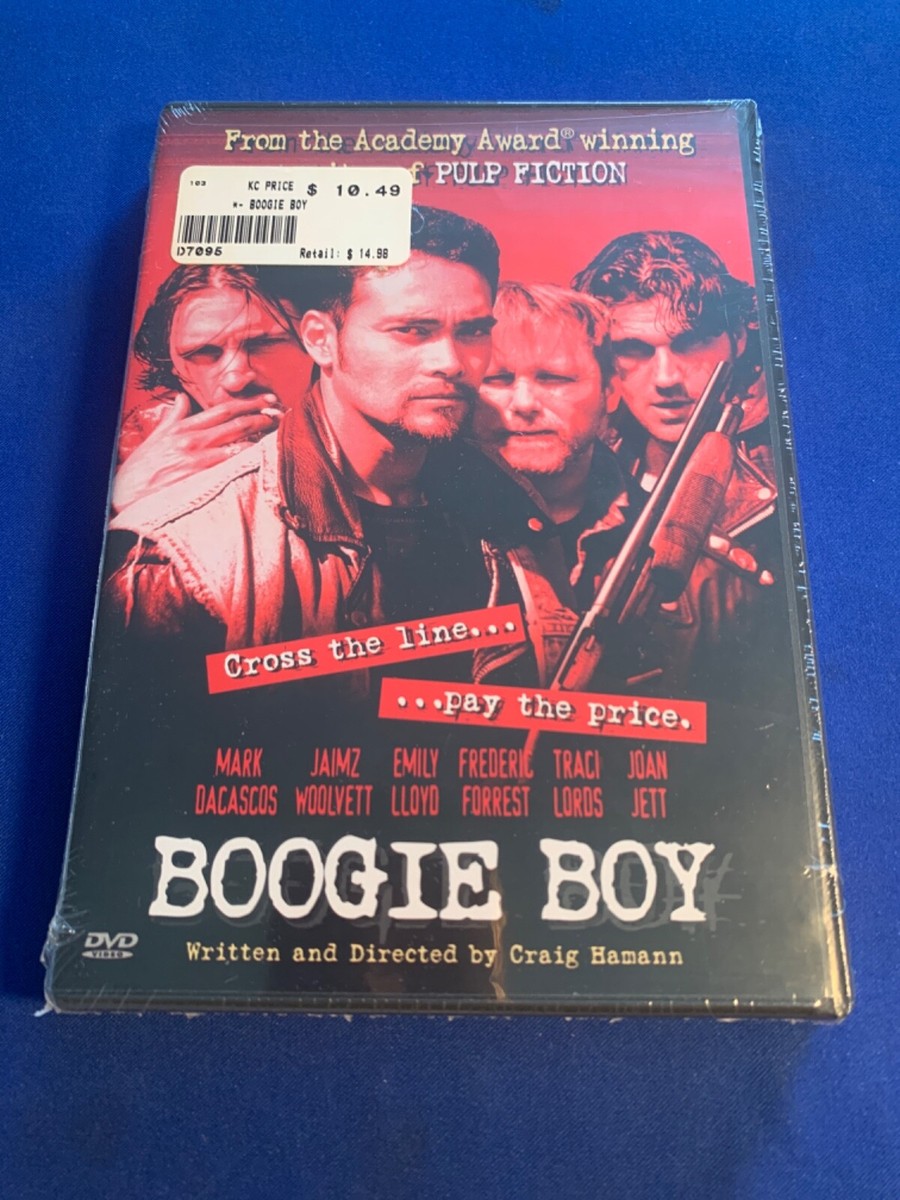 From the Academy Award® winning
f PULP FICTION
103
KC PRICE $ 10.49
*- BOOGIE BOY
D7095
Retail: $ 14.98
Cross the line...
...pay the price.
MARK JAIMZ EMILY FREDERIC TRACI JOAN
DACASCOS WOOLVETT LLOYD FORREST LORDS JETT
BOOGIE BOY
DVD
VIDEO
Written and Directed by Craig Hamann